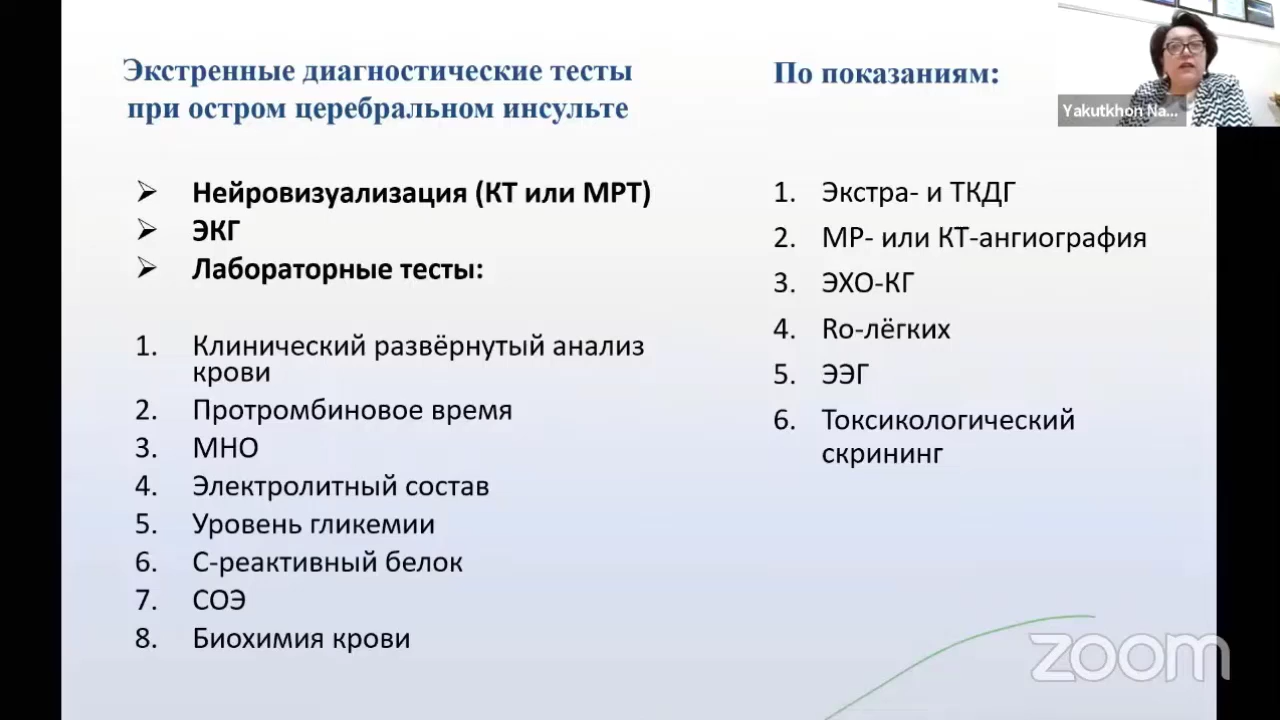 Экстренные диагностические тесты
при остром церебральном инсульте
➢ Нейровизуализация (КТ или МРТ)
➢ ЭКГ
➢ Лабораторные тесты:
1. Клинический развёрнутый анализ
крови
2. Протромбиновое время
3. МНО
4. Электролитный состав
5. Уровень гликемии
6. С-реактивный белок
7. СОЭ
8. Биохимия крови
По показаниям:
1. Экстра- и ТКДГ
2. МР- или КТ-ангиография
3. ЭХО-КГ
4. Ro-лёгких
5. ЭЭГ
6. Токсикологический
скрининг
Yakutkhon Na...
zoom